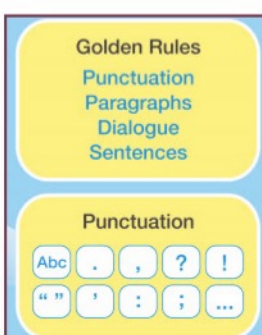 Golden Rules
Punctuation
Paragraphs
Dialogue
Sentences
Punctuation
Abc . , ? !
“ ” ’ : ; ...